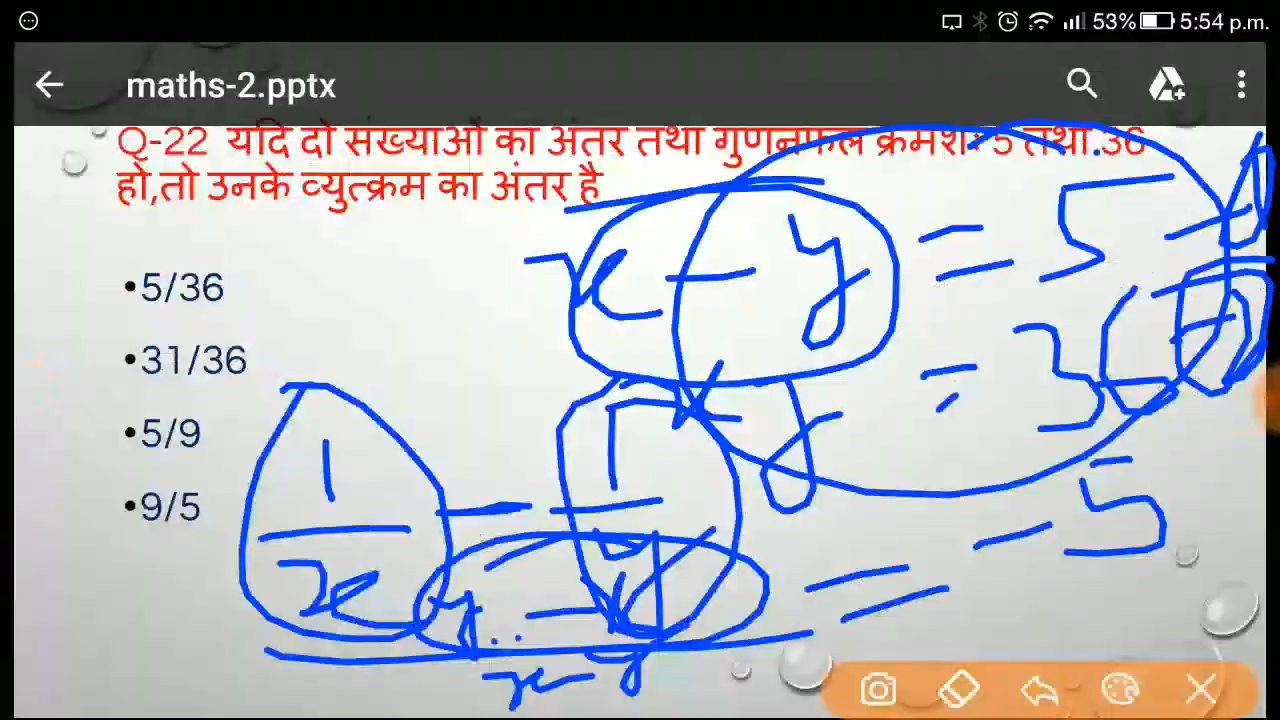 53% 5:54 p.m.
maths-2.pptx
Q-22 यदि दो संख्याओं का अंतर तथा गुणनफल क्रमशः 5 तथा 36
हो,तो उनके व्युत्क्रम का अंतर है
x - y = 5
•5/36
x y = 36
•31/36
•5/9
1/x - 1/y
•9/5
y - x = -5
xy